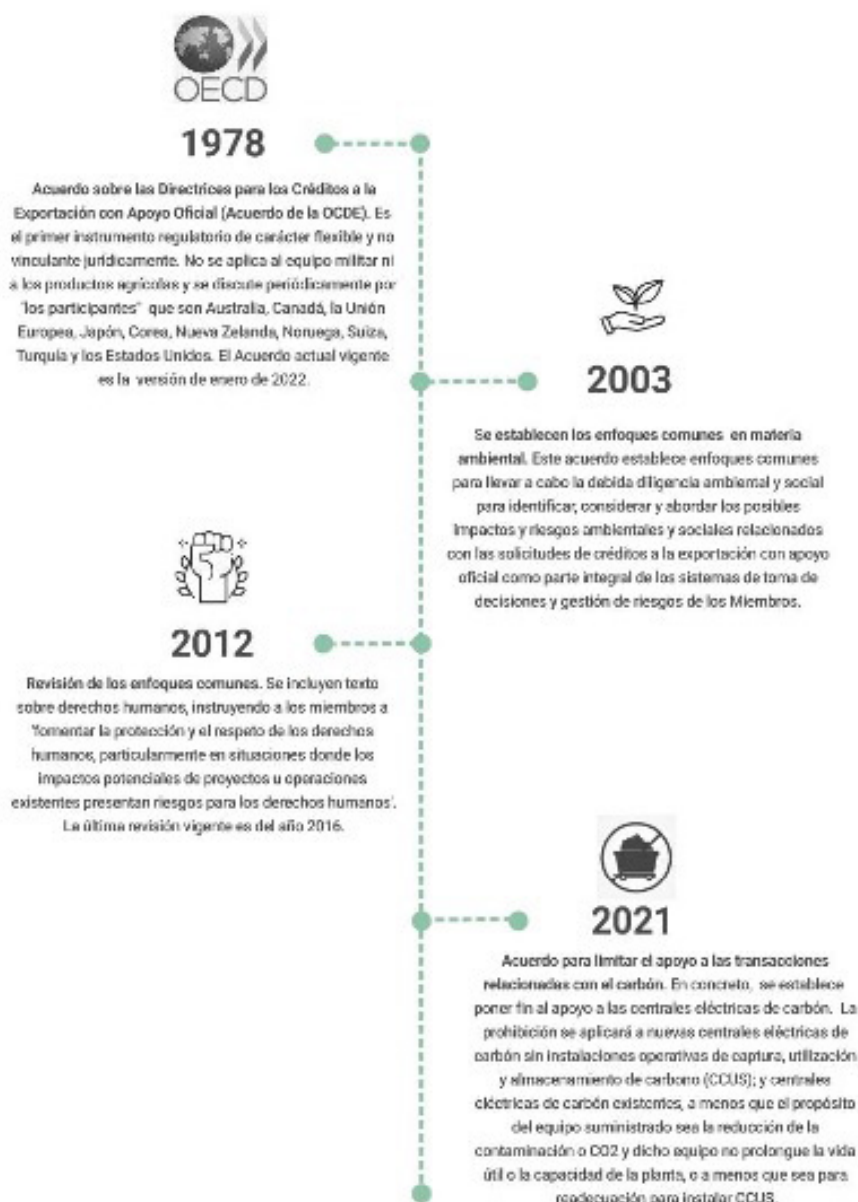 OECD
1978
Acuerdo sobre las Directrices para los Créditos a la
Exportación con Apoyo Oficial (Acuerdo de la OCDE). Es
el primer instrumento regulatorio de carácter flexible y no
vinculante jurídicamente. No se aplica al equipo militar ni
a los productos agrícolas y se discute periódicamente por
"los participantes" que son Australia, Canadá, la Unión
Europea, Japón, Corea, Nueva Zelanda, Noruega, Suiza,
Turquía y los Estados Unidos. El Acuerdo actual vigente
es la versión de enero de 2022.
2003
Se establecen los enfoques comunes en materia
ambiental. Este acuerdo establece enfoques comunes
para llevar a cabo la debida diligencia ambiental y social
para identificar, considerar y abordar los posibles
impactos y riesgos ambientales y sociales relacionados
con las solicitudes de créditos a la exportación con apoyo
oficial como parte integral de los sistemas de toma de
decisiones y gestión de riesgos de los Miembros.
2012
Revisión de los enfoques comunes. Se incluyen texto
sobre derechos humanos, instruyendo a los miembros a
'fomentar la protección y el respeto de los derechos
humanos, particularmente en situaciones donde los
impactos potenciales de proyectos u operaciones
existentes presentan riesgos para los derechos humanos'.
La última revisión vigente es del año 2016.
2021
Acuerdo para limitar el apoyo a las transacciones
relacionadas con el carbón. En concreto, se establece
poner fin al apoyo a las centrales eléctricas de carbón. La
prohibición se aplicará a nuevas centrales eléctricas de
carbón sin instalaciones operativas de captura, utilización
y almacenamiento de carbono (CCUS); y centrales
eléctricas de carbón existentes, a menos que el propósito
del equipo suministrado sea la reducción de la
contaminación o CO2 y dicho equipo no prolongue la vida
útil o la capacidad de la planta, o a menos que sea para
readecuación para instalar CCUS.